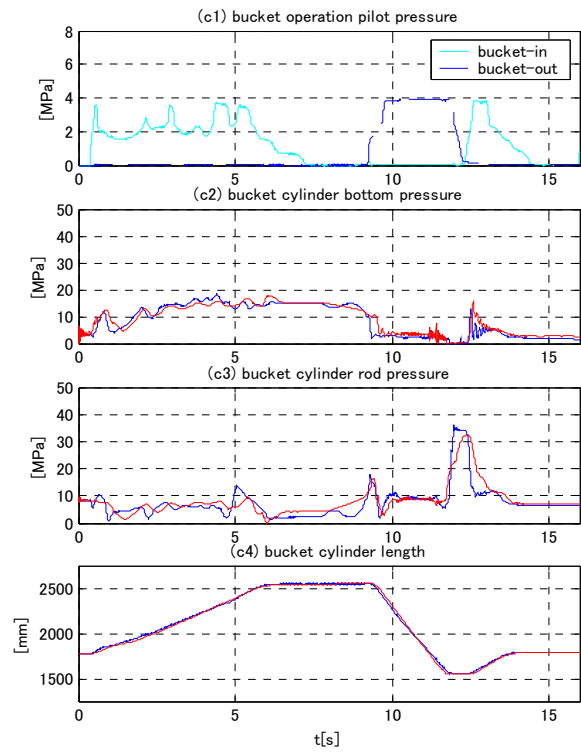 (c1) bucket operation pilot pressure
8
6
4
2
0
[MPa]
bucket-in
bucket-out
0 5 10 15
(c2) bucket cylinder bottom pressure
50
40
30
20
10
0
[MPa]
0 5 10 15
(c3) bucket cylinder rod pressure
50
40
30
20
10
0
[MPa]
0 5 10 15
(c4) bucket cylinder length
2500
2000
1500
[mm]
0 5 10 15
t[s]